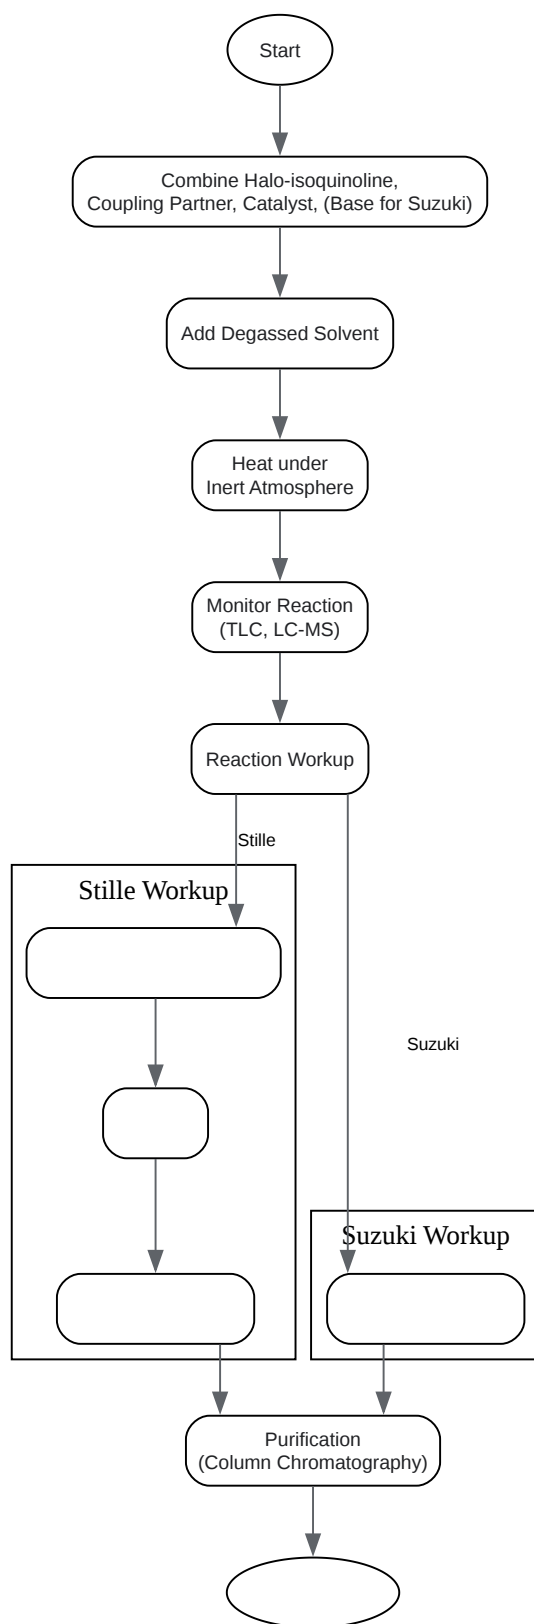 Start
Combine Halo-isoquinoline,
Coupling Partner, Catalyst, (Base for Suzuki)
Add Degassed Solvent
Heat under
Inert Atmosphere
Monitor Reaction
(TLC, LC-MS)
Reaction Workup
Stille
Stille Workup
Suzuki
Suzuki Workup
Purification
(Column Chromatography)